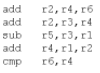 add r2,r4,r6
add r2,r3,r4
sub r5,r3,r1
add r4,r1,r2
cmp r6,r4